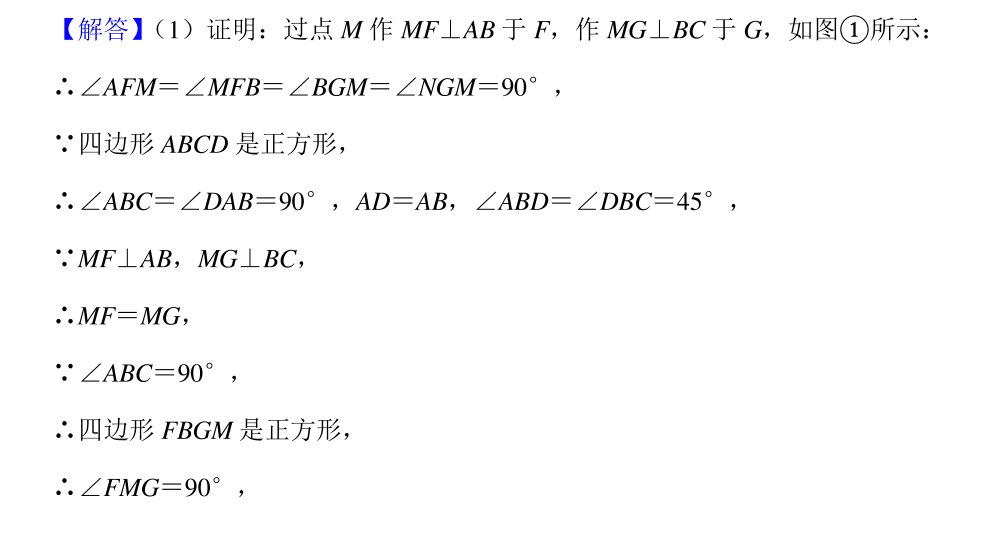 【解答】（1）证明：过点 M 作 MF⊥AB 于 F，作 MG⊥BC 于 G，如图①所示：
∴∠AFM＝∠MFB＝∠BGM＝∠NGM＝90°，
∵四边形 ABCD 是正方形，
∴∠ABC＝∠DAB＝90°，AD＝AB，∠ABD＝∠DBC＝45°，
∵MF⊥AB，MG⊥BC，
∴MF＝MG，
∵∠ABC＝90°，
∴四边形 FBGM 是正方形，
∴∠FMG＝90°，